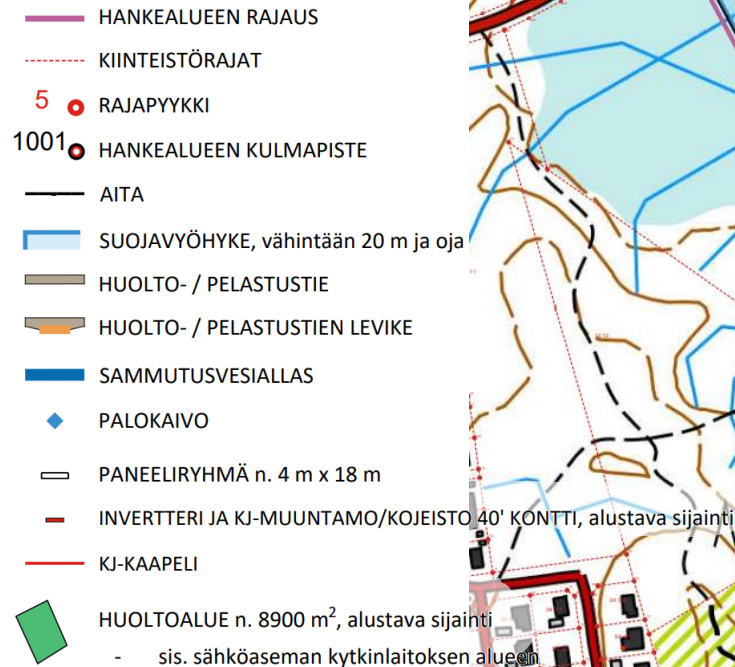 HANKEALUEEN RAJAUS
KIINTEISTÖRAJAT
5 RAJAPYYKKI
1001 HANKEALUEEN KULMAPISTE
AITA
SUOJAVYÖHYKE, vähintään 20 m ja oja
HUOLTO- / PELASTUSTIE
HUOLTO- / PELASTUSTIEN LEVIKE
SAMMUTUSVESIALLAS
PALOKAIVO
PANEELIRYHMÄ n. 4 m x 18 m
INVERTTERI JA KJ-MUUNTAMO/KOJEISTO 40' KONTTI, alustava sijainti
KJ-KAAPELI
HUOLTOALUE n. 8900 m², alustava sijainti
- sis. sähköaseman kytkinlaitoksen alueen